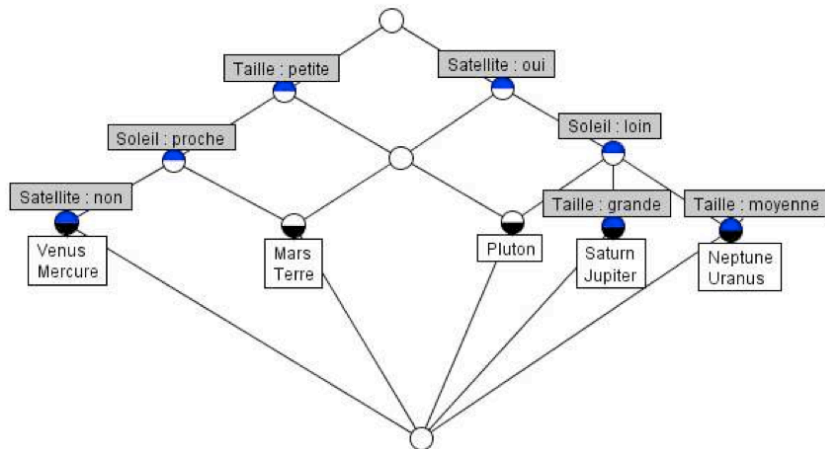 Taille : petite
Satellite : oui
Soleil : proche
Soleil : loin
Satellite : non
Taille : grande
Taille : moyenne
Venus
Mercure
Mars
Terre
Pluton
Saturn
Jupiter
Neptune
Uranus